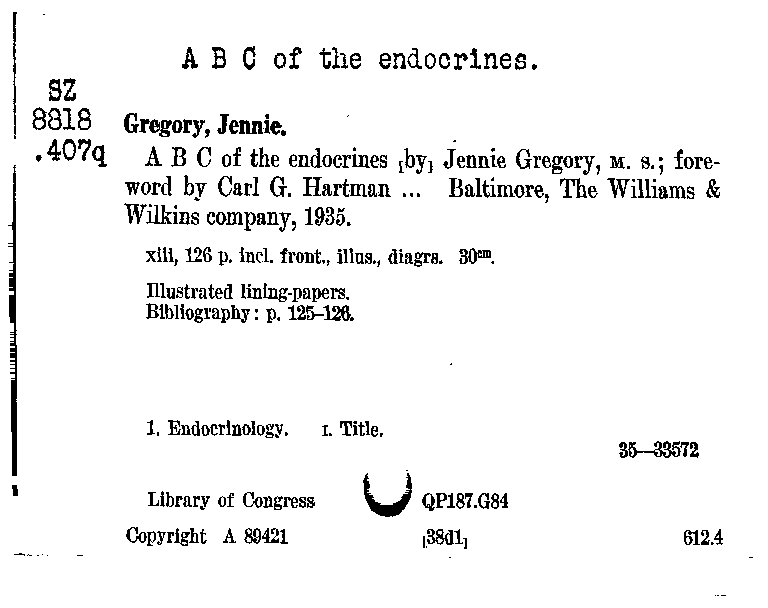 A B C of the endocrines.
SZ
8818
.407q
Gregory, Jennie.
A B C of the endocrines [by] Jennie Gregory, M. S.; fore-
word by Carl G. Hartman ... Baltimore, The Williams &
Wilkins company, 1935.
xiii, 126 p. incl. front., illus., diagrs. 30cm.
Illustrated lining-papers.
Bibliography: p. 125–126.
1. Endocrinology. I. Title.
35—33572
Library of Congress QP187.G84
Copyright A 89421 [38d1] 612.4